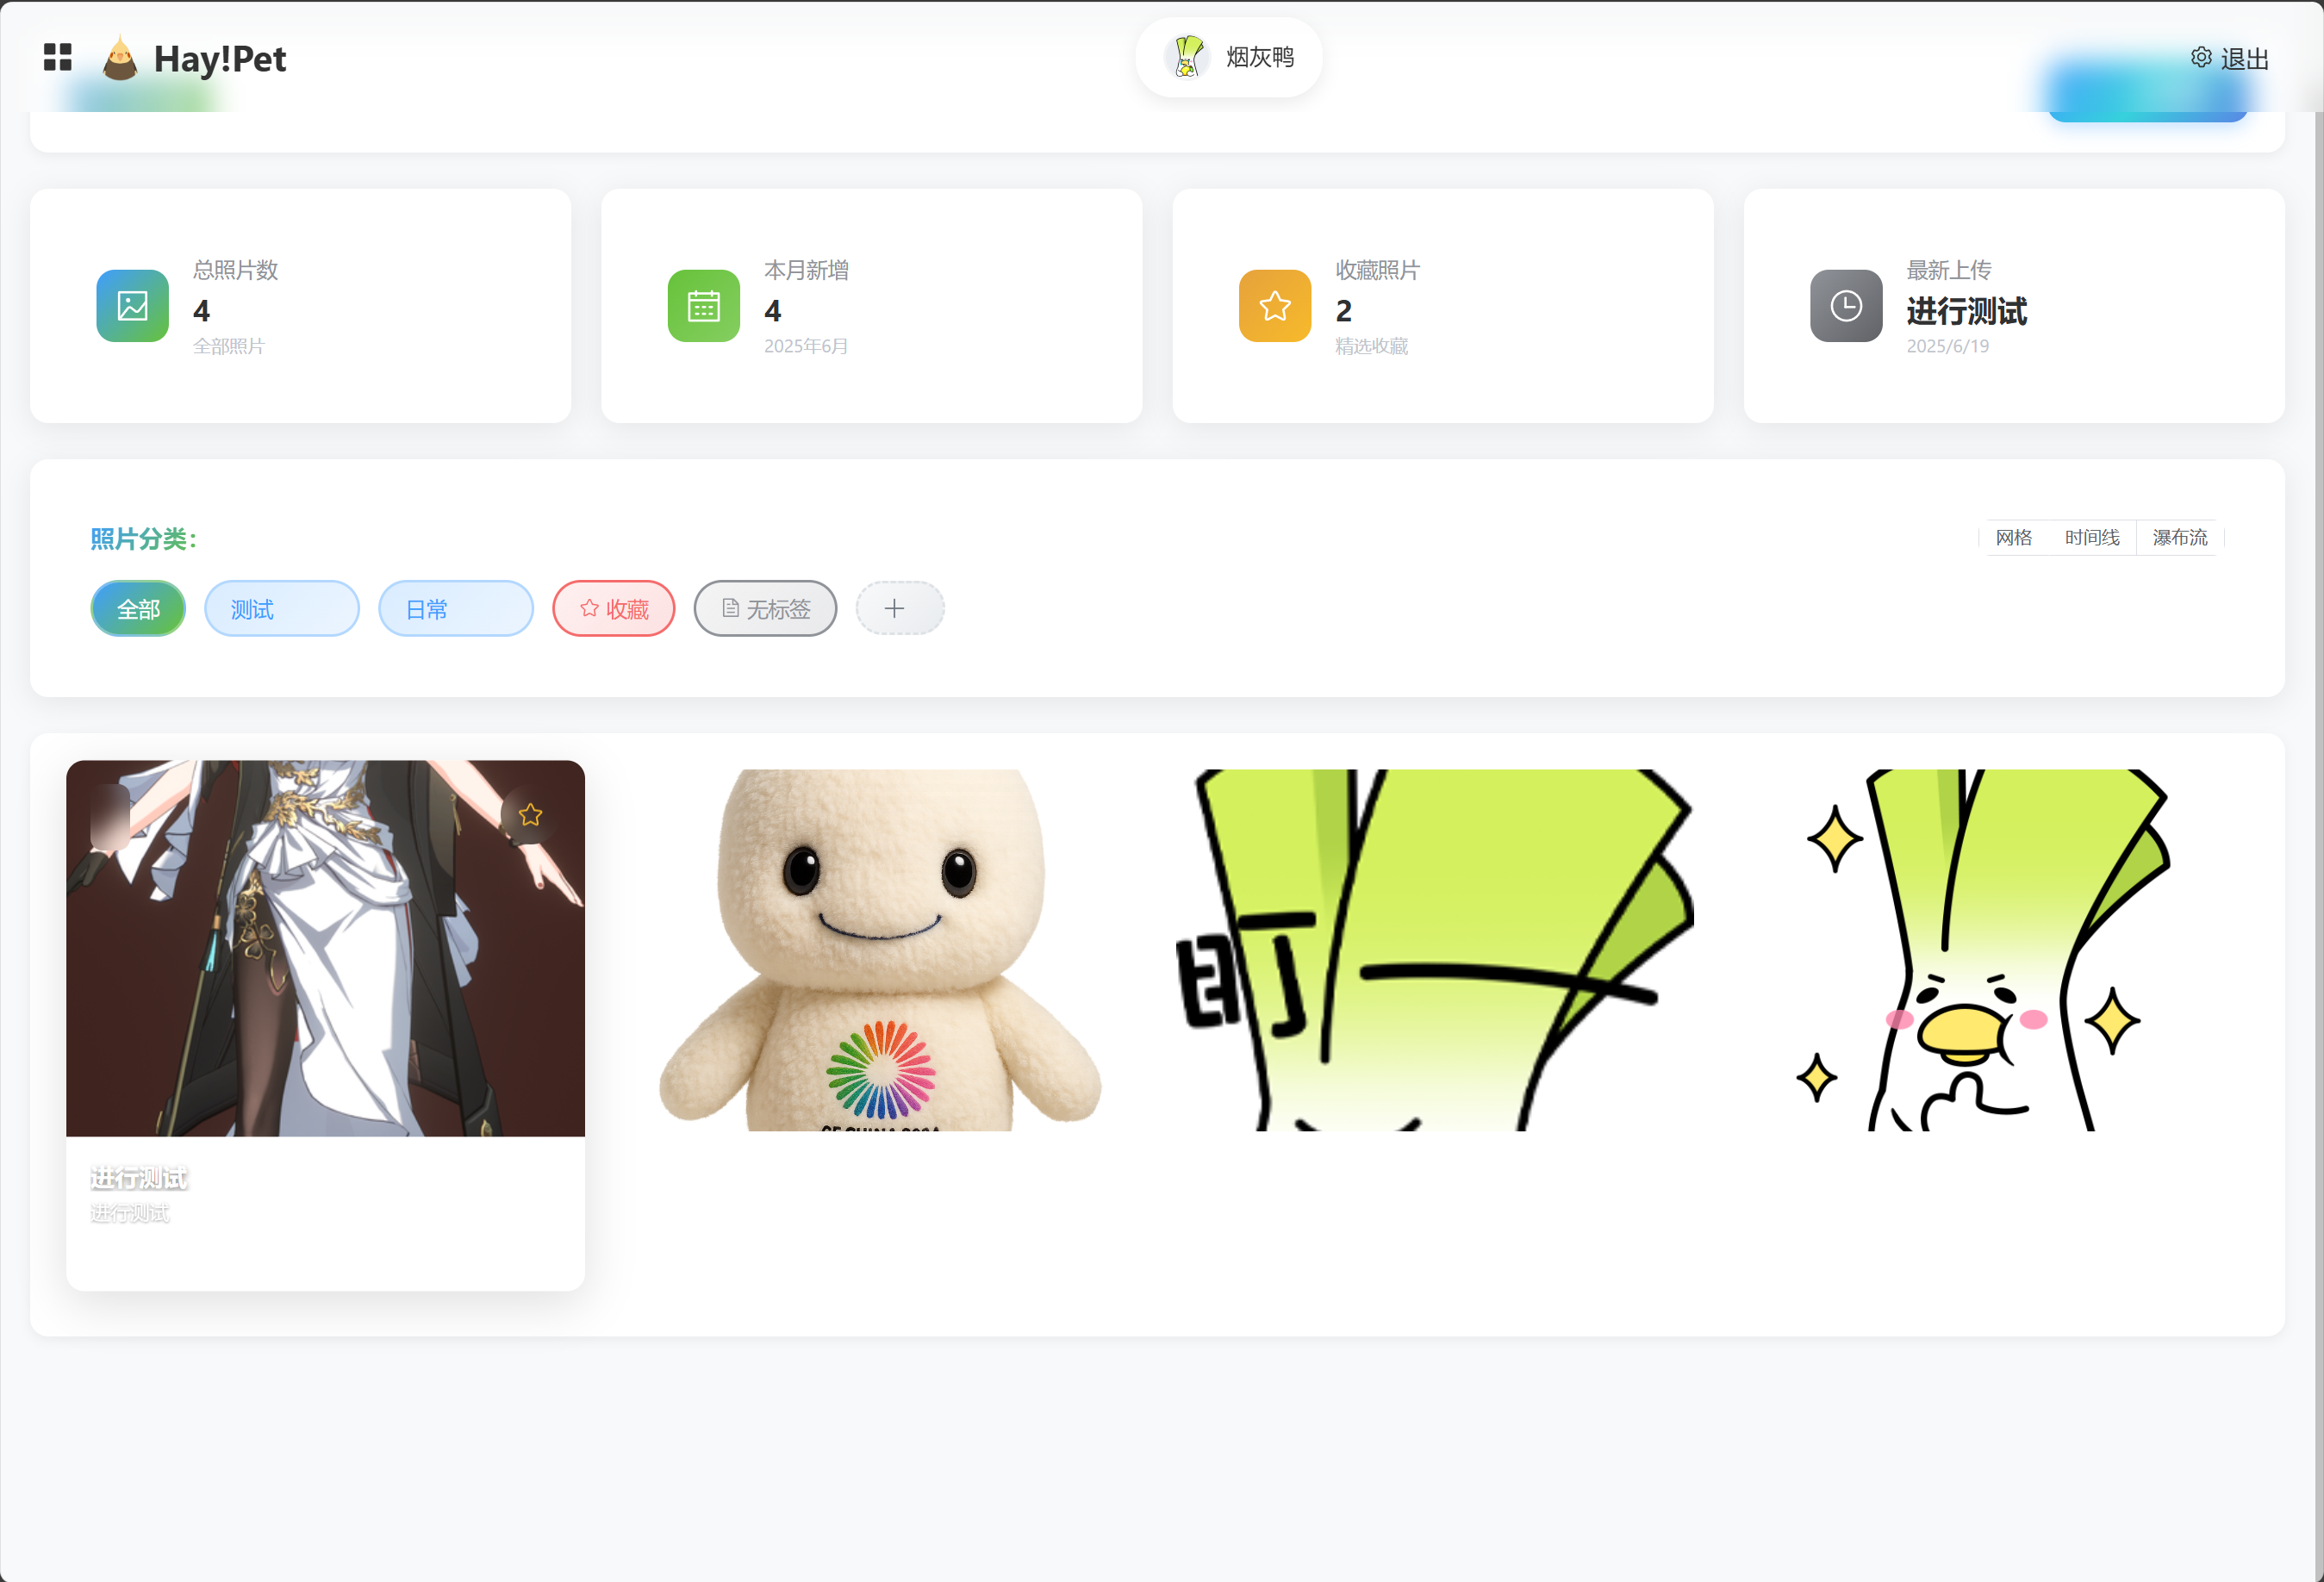 Hay!Pet
烟灰鸭
退出
总照片数
4
全部照片
本月新增
4
2025年6月
收藏照片
2
精选收藏
最新上传
进行测试
2025/6/19
照片分类：
网格
时间线
瀑布流
全部
测试
日常
收藏
无标签
盯
进行测试
进行测试